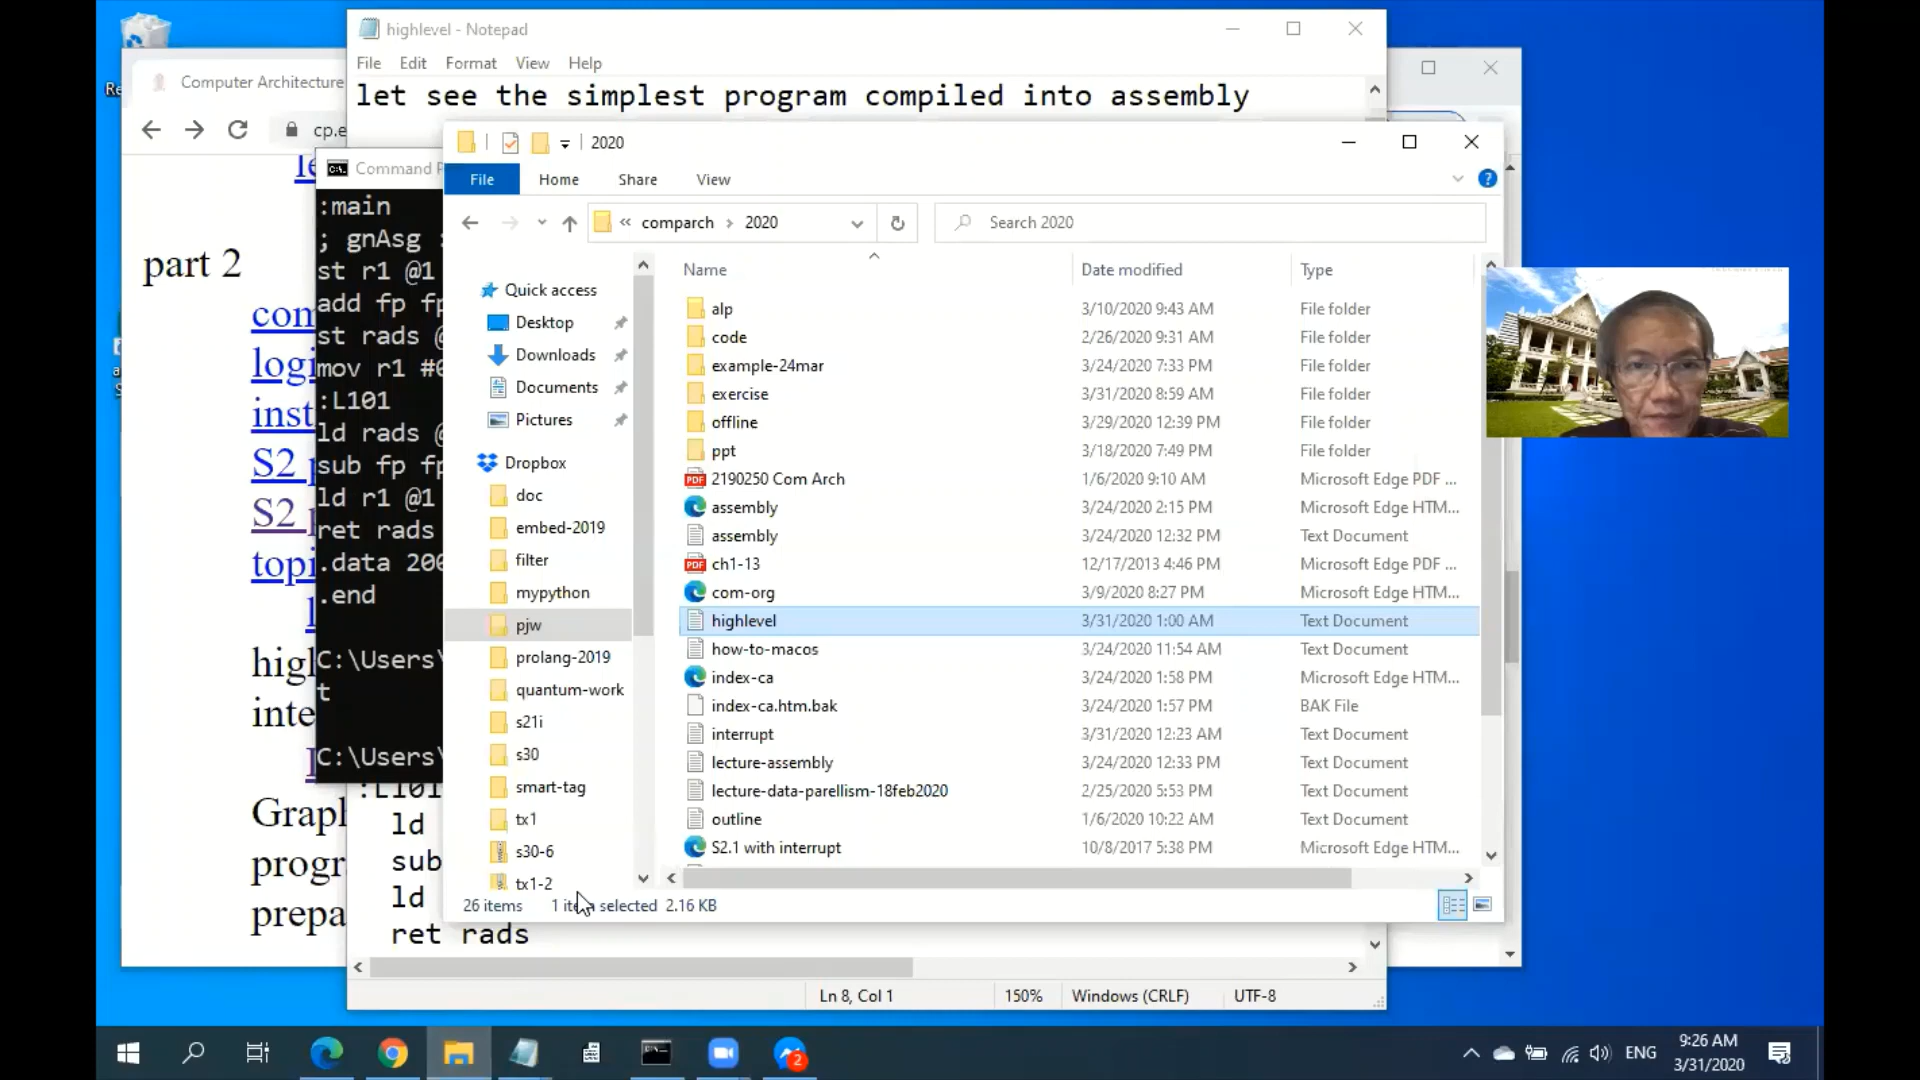 highlevel - Notepad
File Edit Format View Help
let see the simplest program compiled into assembly
Computer Architecture
cp.e
part 2
S2
S2
Command
:main
; gnAsg :
st r1 @1
add fp fp
st rads @
mov r1 #0
:L101
ld rads @
sub fp fp
ld r1 @1
ret rads
.data 200
.end
C:\Users\
t
C:\Users\
:L101
ld
sub
ld
ret rads
2020
File Home Share View
« comparch › 2020
Search 2020
Name Date modified Type
Quick access
Desktop
Downloads
Documents
Pictures
Dropbox
doc
embed-2019
filter
mypython
pjw
prolang-2019
quantum-work
s21i
s30
smart-tag
tx1
s30-6
tx1-2
alp 3/10/2020 9:43 AM File folder
code 2/26/2020 9:31 AM File folder
example-24mar 3/24/2020 7:33 PM File folder
exercise 3/31/2020 8:59 AM File folder
offline 3/29/2020 12:39 PM File folder
ppt 3/18/2020 7:49 PM File folder
2190250 Com Arch 1/6/2020 9:10 AM Microsoft Edge PDF ...
assembly 3/24/2020 2:15 PM Microsoft Edge HTM...
assembly 3/24/2020 12:32 PM Text Document
ch1-13 12/17/2013 4:46 PM Microsoft Edge PDF ...
com-org 3/9/2020 8:27 PM Microsoft Edge HTM...
highlevel 3/31/2020 1:00 AM Text Document
how-to-macos 3/24/2020 11:54 AM Text Document
index-ca 3/24/2020 1:58 PM Microsoft Edge HTM...
index-ca.htm.bak 3/24/2020 1:57 PM BAK File
interrupt 3/31/2020 12:23 AM Text Document
lecture-assembly 3/24/2020 12:33 PM Text Document
lecture-data-parellism-18feb2020 2/25/2020 5:53 PM Text Document
outline 1/6/2020 10:22 AM Text Document
S2.1 with interrupt 10/8/2017 5:38 PM Microsoft Edge HTM...
26 items 1 item selected 2.16 KB
Ln 8, Col 1 150% Windows (CRLF) UTF-8
ENG
9:26 AM
3/31/2020
2